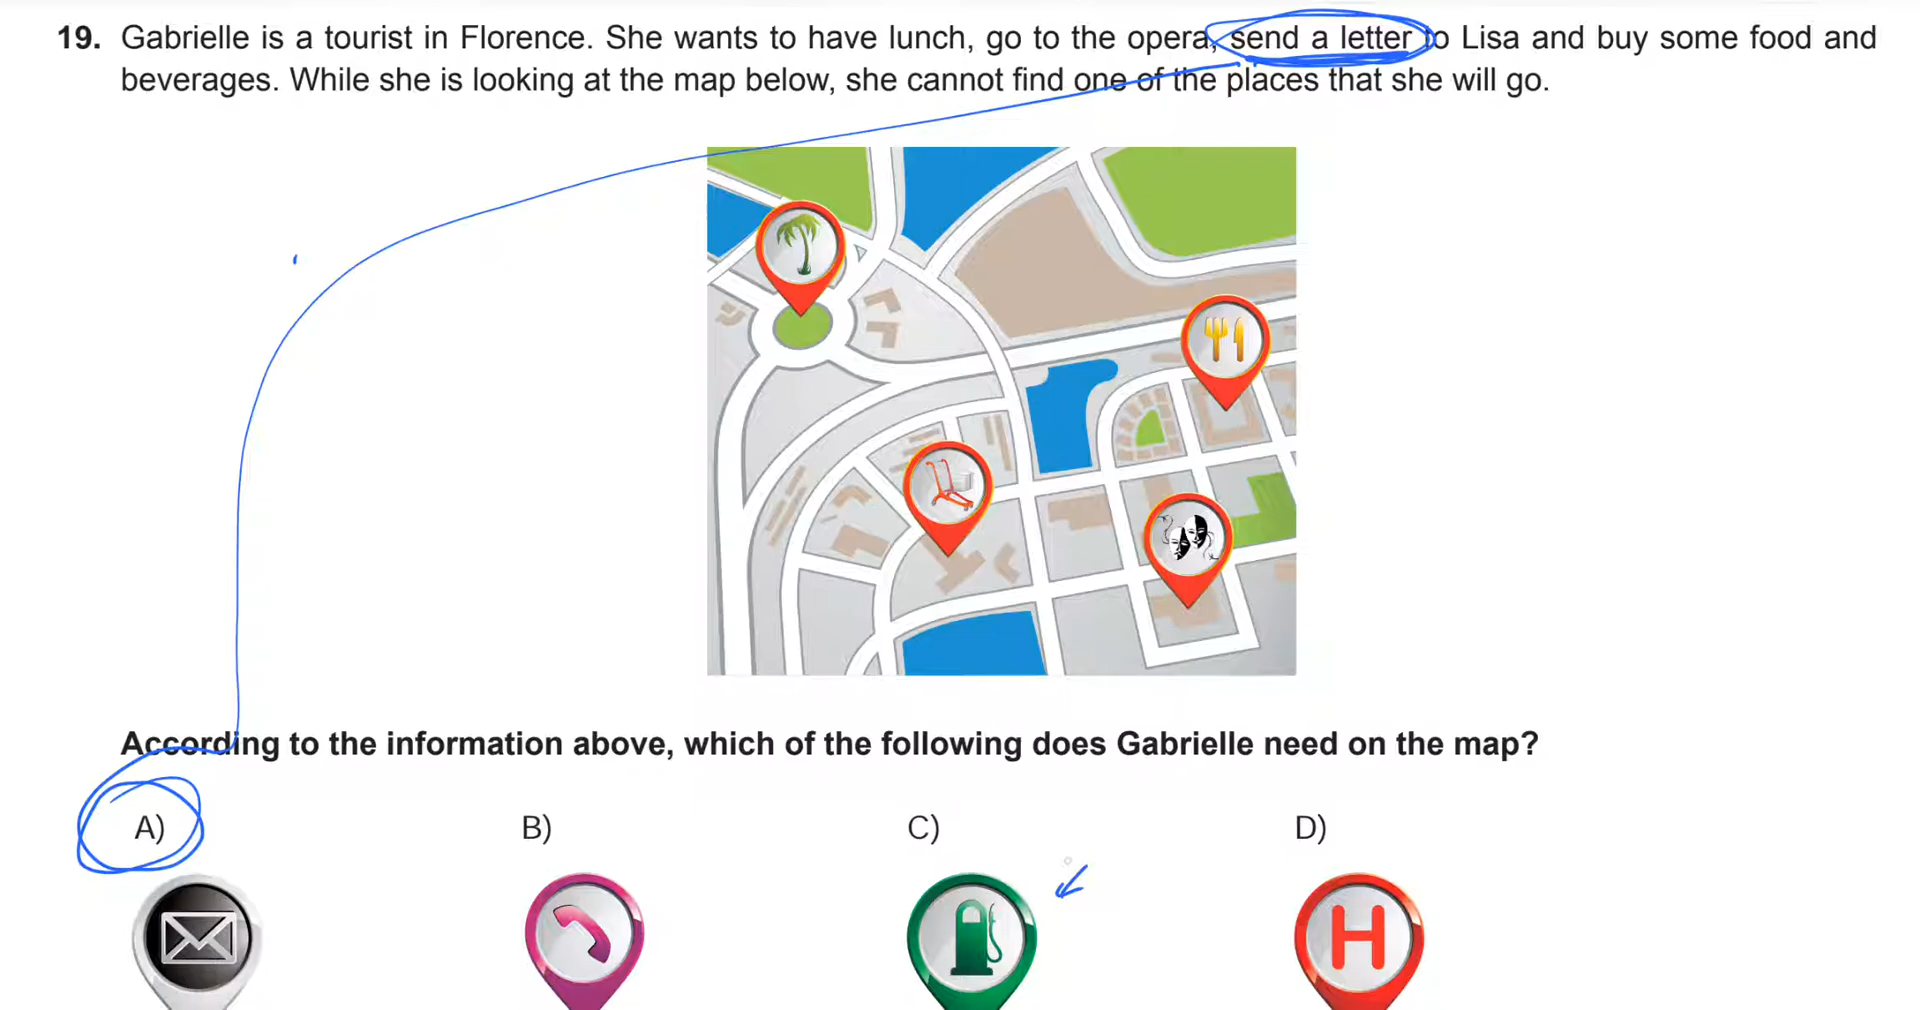 19. Gabrielle is a tourist in Florence. She wants to have lunch, go to the opera, send a letter to Lisa and buy some food and
beverages. While she is looking at the map below, she cannot find one of the places that she will go.
According to the information above, which of the following does Gabrielle need on the map?
A) B) C) D)
H